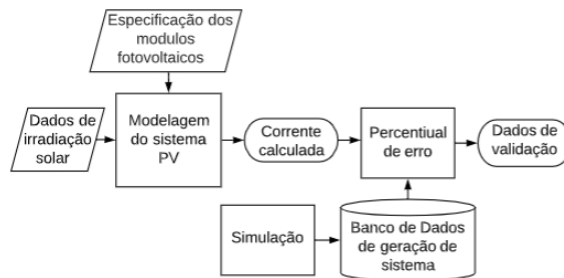 Especificação dos
modulos
fotovoltaicos
Dados de
irradiação
solar
Modelagem
do sistema
PV
Corrente
calculada
Percentiual
de erro
Dados de
validação
Simulação
Banco de Dados
de geração de
sistema